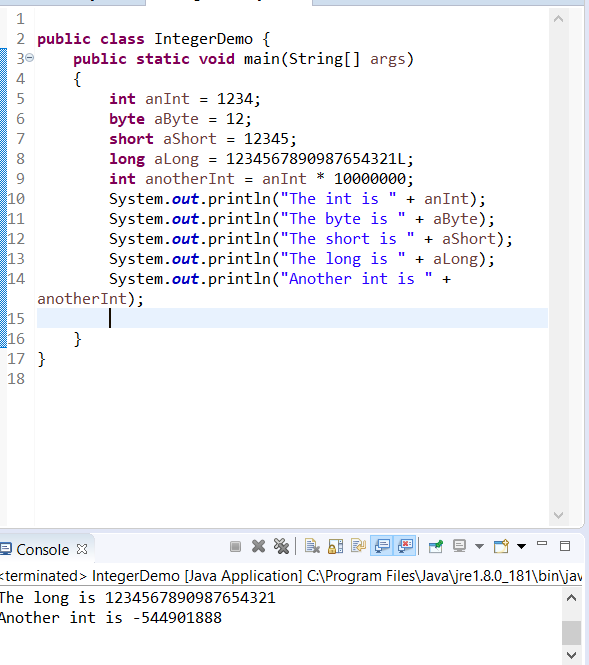 1
2 public class IntegerDemo {
3 public static void main(String[] args)
4 {
5 int anInt = 1234;
6 byte aByte = 12;
7 short aShort = 12345;
8 long aLong = 1234567890987654321L;
9 int anotherInt = anInt * 10000000;
10 System.out.println("The int is " + anInt);
11 System.out.println("The byte is " + aByte);
12 System.out.println("The short is " + aShort);
13 System.out.println("The long is " + aLong);
14 System.out.println("Another int is " +
anotherInt);
15
16 }
17 }
18
Console
<terminated> IntegerDemo [Java Application] C:\Program Files\Java\jre1.8.0_181\bin\jav
The long is 1234567890987654321
Another int is -544901888